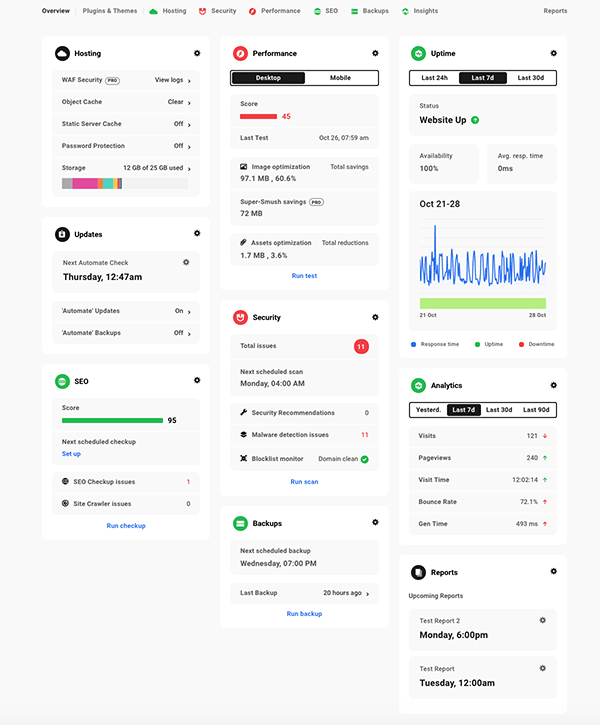 Overview Plugins & Themes Hosting Security Performance SEO Backups Insights Reports
Hosting
WAF Security PRO View logs
Object Cache Clear
Static Server Cache Off
Password Protection Off
Storage 12 GB of 25 GB used
Updates
Next Automate Check
Thursday, 12:47am
'Automate' Updates On
'Automate' Backups Off
SEO
Score
95
Next scheduled checkup
Set up
SEO Checkup issues 1
Site Crawler issues 0
Run checkup
Performance
Desktop Mobile
Score
45
Last Test Oct 26, 07:59 am
Image optimization Total savings
97.1 MB , 60.6%
Super-Smush savings PRO
72 MB
Assets optimization Total reductions
1.7 MB , 3.6%
Run test
Security
Total issues 11
Next scheduled scan
Monday, 04:00 AM
Security Recommendations 0
Malware detection issues 11
Blocklist monitor Domain clean
Run scan
Backups
Next scheduled backup
Wednesday, 07:00 PM
Last Backup 20 hours ago
Run backup
Uptime
Last 24h Last 7d Last 30d
Status
Website Up
Availability Avg. resp. time
100% 0ms
Oct 21-28
21 Oct 28 Oct
Response time Uptime Downtime
Analytics
Yesterd. Last 7d Last 30d Last 90d
Visits 121
Pageviews 240
Visit Time 12:02:14
Bounce Rate 72.1%
Gen Time 493 ms
Reports
Upcoming Reports
Test Report 2
Monday, 6:00pm
Test Report
Tuesday, 12:00am